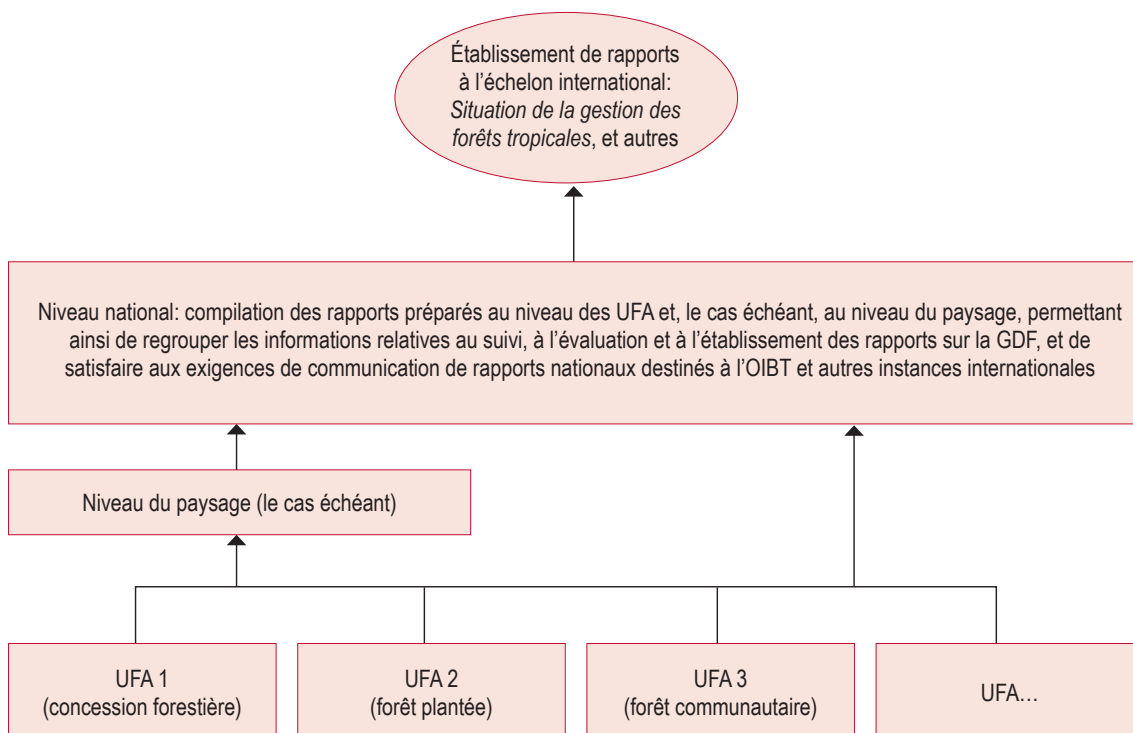 Établissement de rapports
à l’échelon international:
Situation de la gestion des
forêts tropicales, et autres
Niveau national: compilation des rapports préparés au niveau des UFA et, le cas échéant, au niveau du paysage, permettant
ainsi de regrouper les informations relatives au suivi, à l’évaluation et à l’établissement des rapports sur la GDF, et de
satisfaire aux exigences de communication de rapports nationaux destinés à l’OIBT et autres instances internationales
Niveau du paysage (le cas échéant)
UFA 1
(concession forestière)
UFA 2
(forêt plantée)
UFA 3
(forêt communautaire)
UFA…